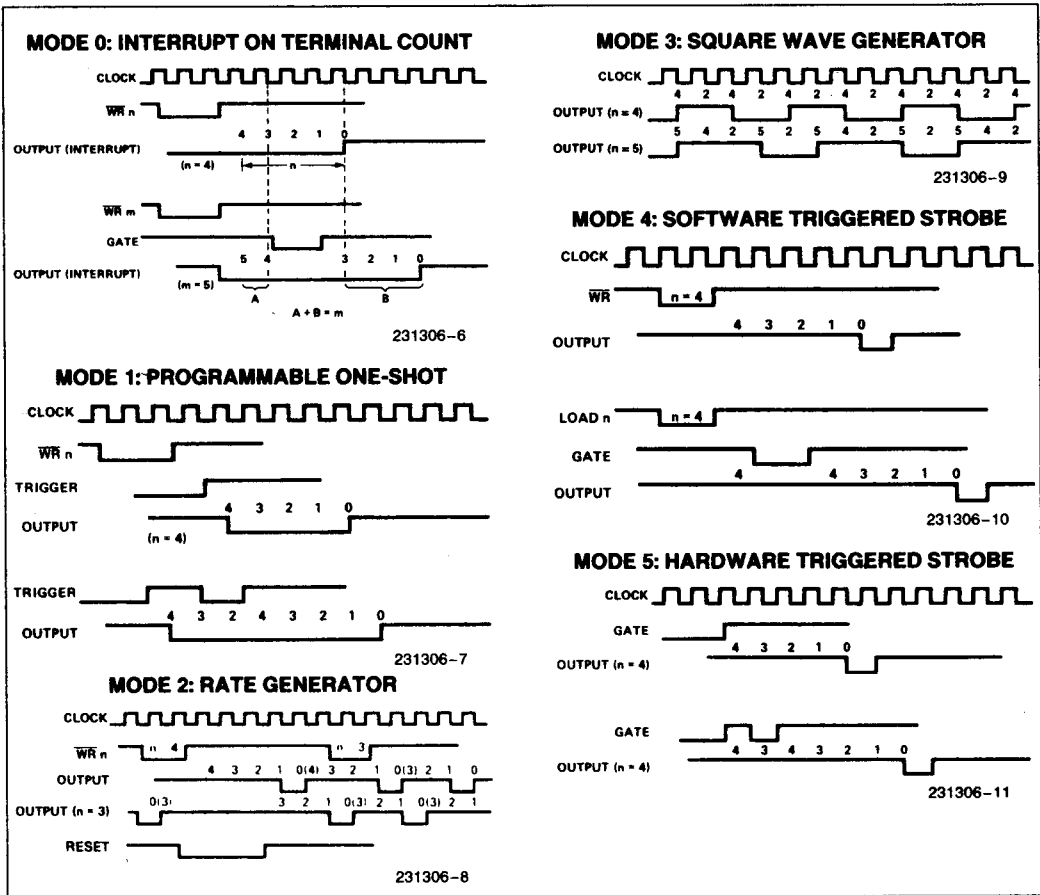 MODE 0: INTERRUPT ON TERMINAL COUNT
CLOCK
WR n
4 3 2 1 0
OUTPUT (INTERRUPT)
(n = 4)
n
WR m
GATE
5 4 3 2 1 0
OUTPUT (INTERRUPT)
(m = 5)
A B
A + B = m
231306-6
MODE 1: PROGRAMMABLE ONE-SHOT
CLOCK
WR n
TRIGGER
4 3 2 1 0
OUTPUT
(n = 4)
TRIGGER
4 3 2 4 3 2 1 0
OUTPUT
231306-7
MODE 2: RATE GENERATOR
CLOCK
WR n
n 4 n 3
4 3 2 1 0(4) 3 2 1 0(3) 2 1 0
OUTPUT
0(3) 3 2 1 0(3) 2 1 0(3) 2 1
OUTPUT (n = 3)
RESET
231306-8
MODE 3: SQUARE WAVE GENERATOR
CLOCK
4 2 4 2 4 2 4 2 4 2 4 2 4
OUTPUT (n = 4)
5 4 2 5 2 5 4 2 5 2 5 4 2
OUTPUT (n = 5)
231306-9
MODE 4: SOFTWARE TRIGGERED STROBE
CLOCK
WR n = 4
4 3 2 1 0
OUTPUT
LOAD n n = 4
GATE
4 4 3 2 1 0
OUTPUT
231306-10
MODE 5: HARDWARE TRIGGERED STROBE
CLOCK
GATE
4 3 2 1 0
OUTPUT (n = 4)
GATE
4 3 4 3 2 1 0
OUTPUT (n = 4)
231306-11